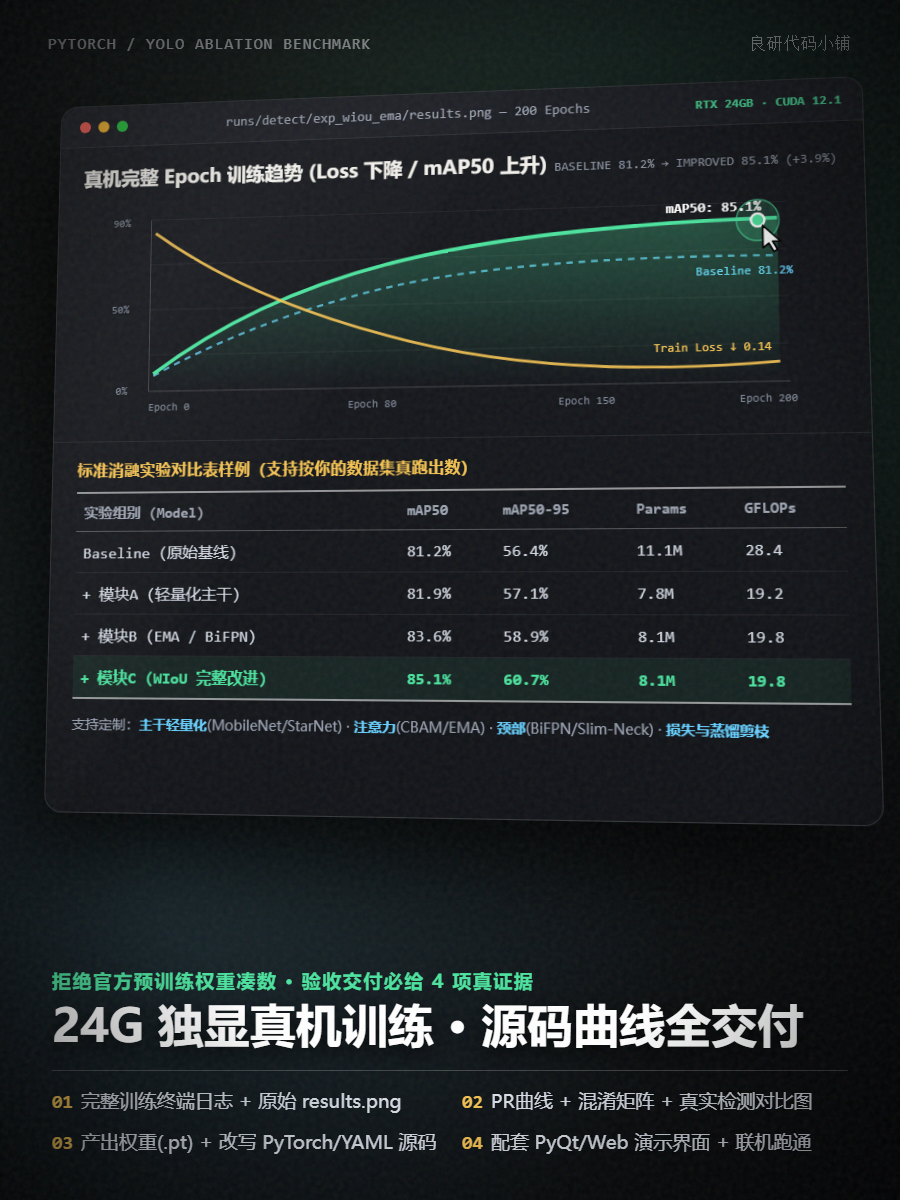 PYTORCH / YOLO ABLATION BENCHMARK
良研代码小铺
runs/detect/exp_wiou_ema/results.png — 200 Epochs
RTX 24GB · CUDA 12.1
真机完整 Epoch 训练趋势 (Loss 下降 / mAP50 上升)
BASELINE 81.2% → IMPROVED 85.1% (+3.9%)
90%
mAP50: 85.1%
Baseline 81.2%
50%
Train Loss ↓ 0.14
0%
Epoch 0 Epoch 80 Epoch 150 Epoch 200
标准消融实验对比表样例 (支持按你的数据集真跑出数)
实验组别 (Model) mAP50 mAP50-95 Params GFLOPs
Baseline (原始基线) 81.2% 56.4% 11.1M 28.4
+ 模块A (轻量化主干) 81.9% 57.1% 7.8M 19.2
+ 模块B (EMA / BiFPN) 83.6% 58.9% 8.1M 19.8
+ 模块C (WIoU 完整改进) 85.1% 60.7% 8.1M 19.8
支持定制: 主干轻量化(MobileNet/StarNet) · 注意力(CBAM/EMA) · 颈部(BiFPN/Slim-Neck) · 损失与蒸馏剪枝
拒绝官方预训练权重凑数 · 验收交付必给 4 项真证据
24G 独显真机训练 · 源码曲线全交付
01 完整训练终端日志 + 原始 results.png
02 PR曲线 + 混淆矩阵 + 真实检测对比图
03 产出权重(.pt) + 改写 PyTorch/YAML 源码
04 配套 PyQt/Web 演示界面 + 联机跑通